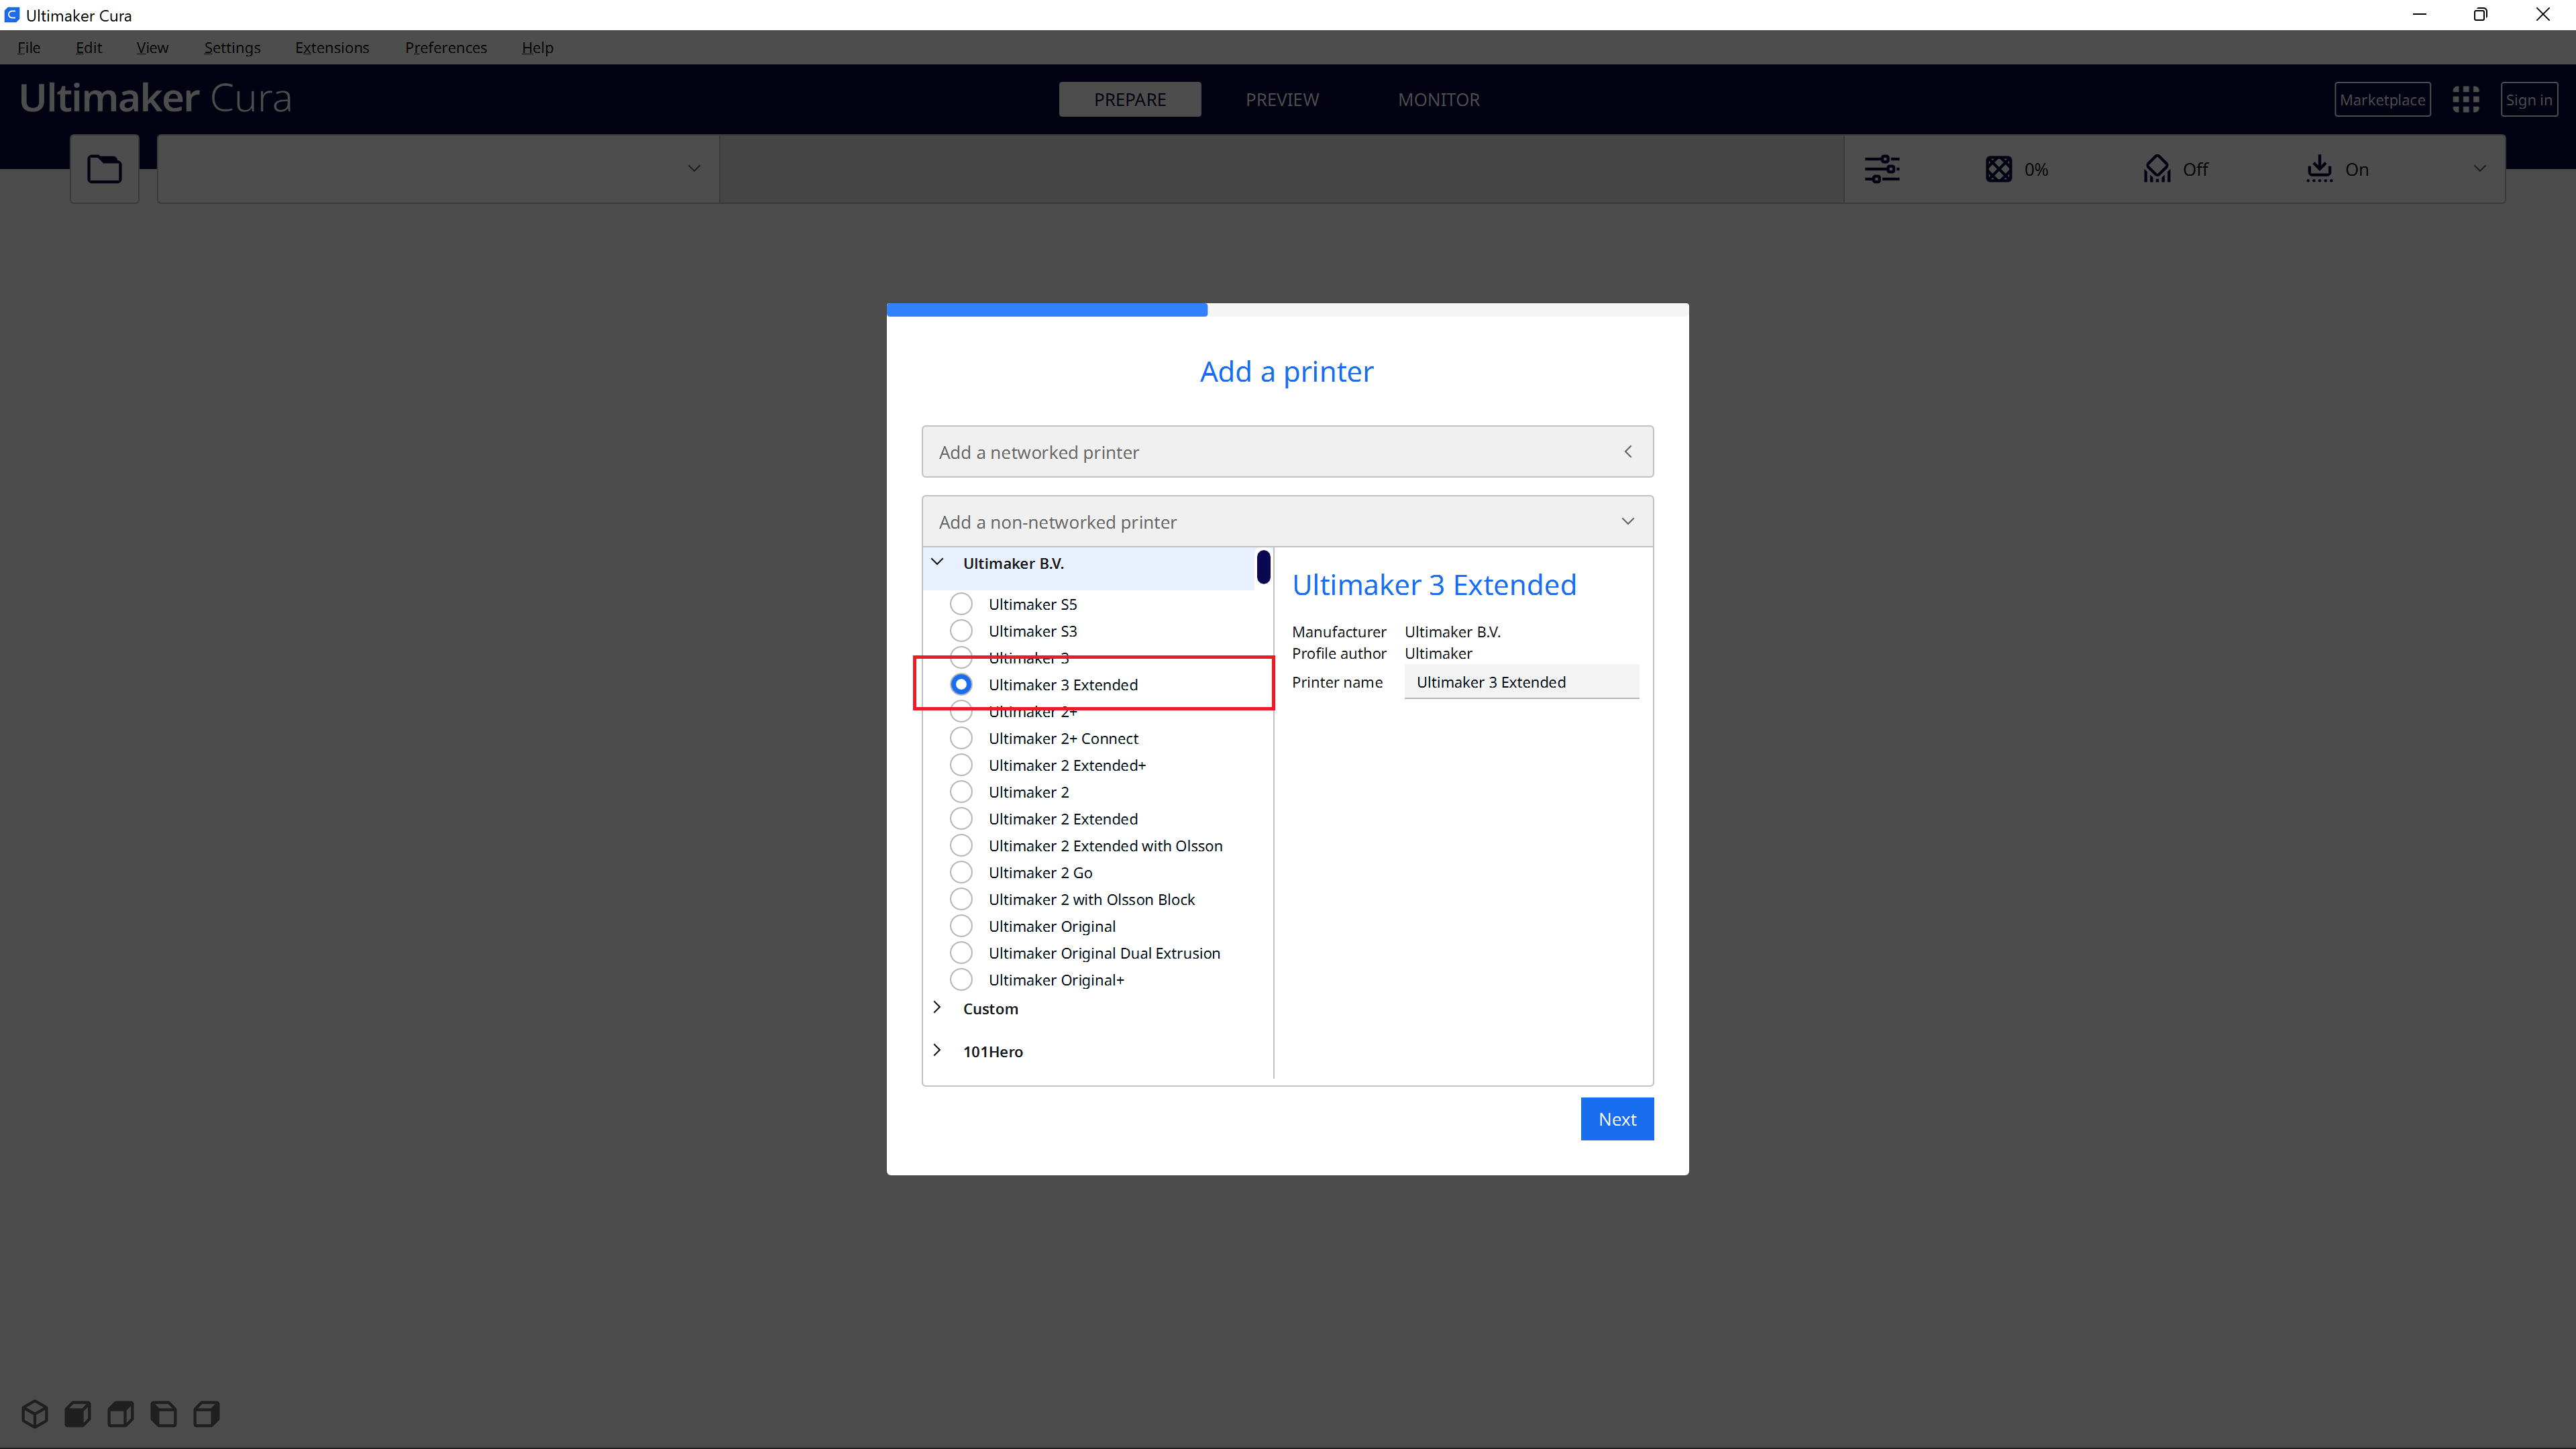 Ultimaker Cura
File Edit View Settings Extensions Preferences Help
Ultimaker Cura PREPARE PREVIEW MONITOR Marketplace Sign in
0% Off On
Add a printer
Add a networked printer
Add a non-networked printer
Ultimaker B.V.
Ultimaker S5
Ultimaker S3
Ultimaker 3
Ultimaker 3 Extended
Ultimaker 2+
Ultimaker 2+ Connect
Ultimaker 2 Extended+
Ultimaker 2
Ultimaker 2 Extended
Ultimaker 2 Extended with Olsson
Ultimaker 2 Go
Ultimaker 2 with Olsson Block
Ultimaker Original
Ultimaker Original Dual Extrusion
Ultimaker Original+
Custom
101Hero
Ultimaker 3 Extended
Manufacturer Ultimaker B.V.
Profile author Ultimaker
Printer name Ultimaker 3 Extended
Next